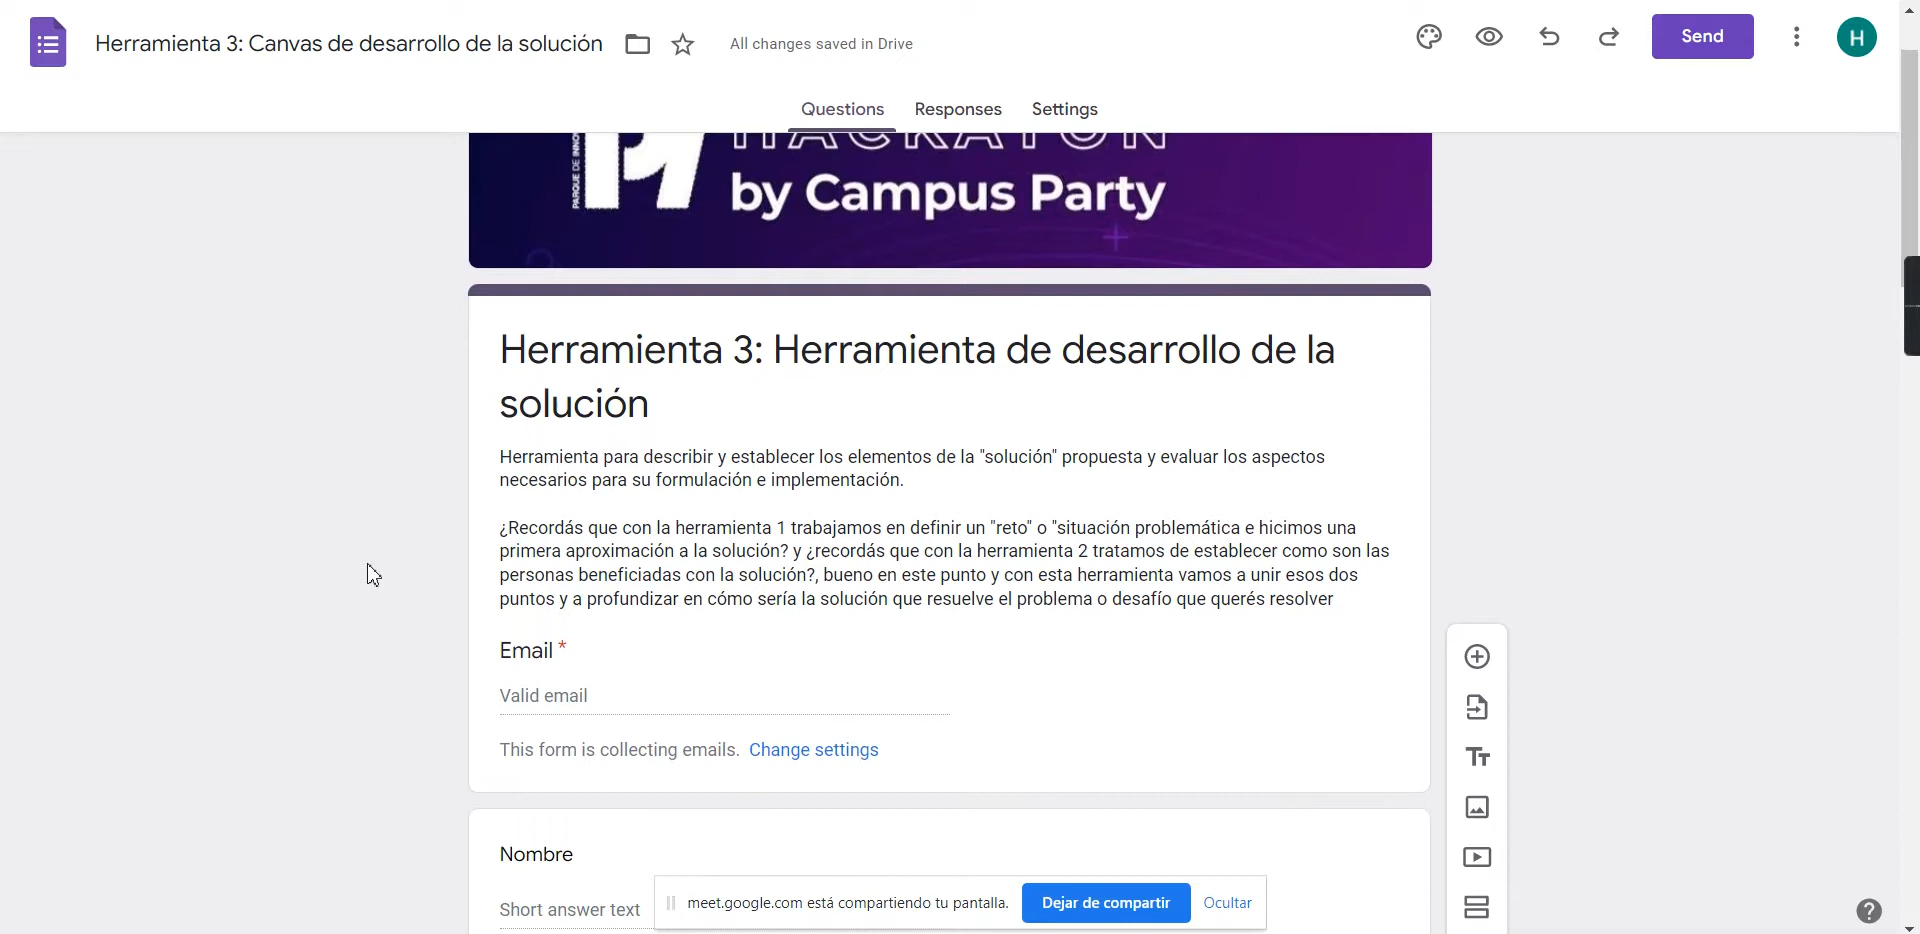 Herramienta 3: Canvas de desarrollo de la solución
All changes saved in Drive
Send
H
Questions
Responses
Settings
HACKATON
by Campus Party
Herramienta 3: Herramienta de desarrollo de la
solución
Herramienta para describir y establecer los elementos de la "solución" propuesta y evaluar los aspectos
necesarios para su formulación e implementación.
¿Recordás que con la herramienta 1 trabajamos en definir un "reto" o "situación problemática e hicimos una
primera aproximación a la solución? y ¿recordás que con la herramienta 2 tratamos de establecer como son las
personas beneficiadas con la solución?, bueno en este punto y con esta herramienta vamos a unir esos dos
puntos y a profundizar en cómo sería la solución que resuelve el problema o desafío que querés resolver
Email *
Valid email
This form is collecting emails. Change settings
Nombre
Short answer text
meet.google.com está compartiendo tu pantalla.
Dejar de compartir
Ocultar